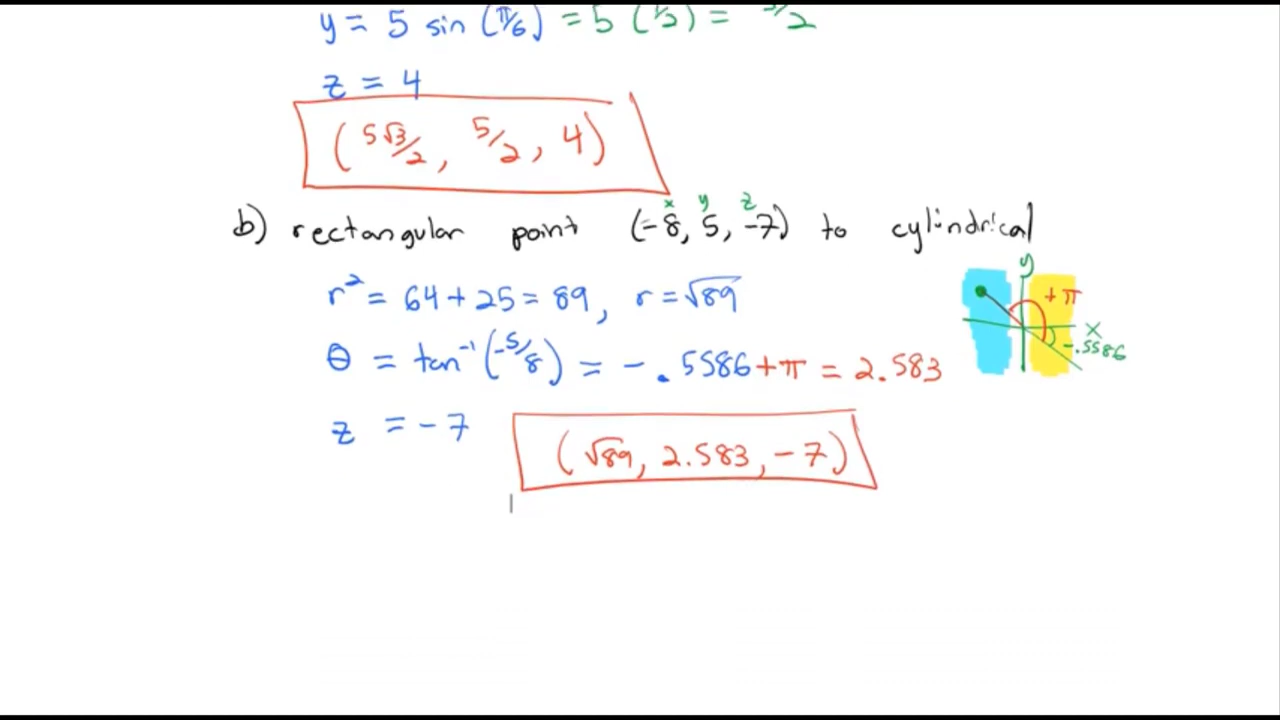 y = 5 sin (π/6) = 5 (1/2) = 5/2
z = 4
(5√3/2, 5/2, 4)
x y z
b) rectangular point (-8, 5, -7) to cylindrical
r² = 64 + 25 = 89, r = √89
θ = tan⁻¹(-5/8) = -.5586 + π = 2.583
z = -7
(√89, 2.583, -7)
y
+π
x
-.5586